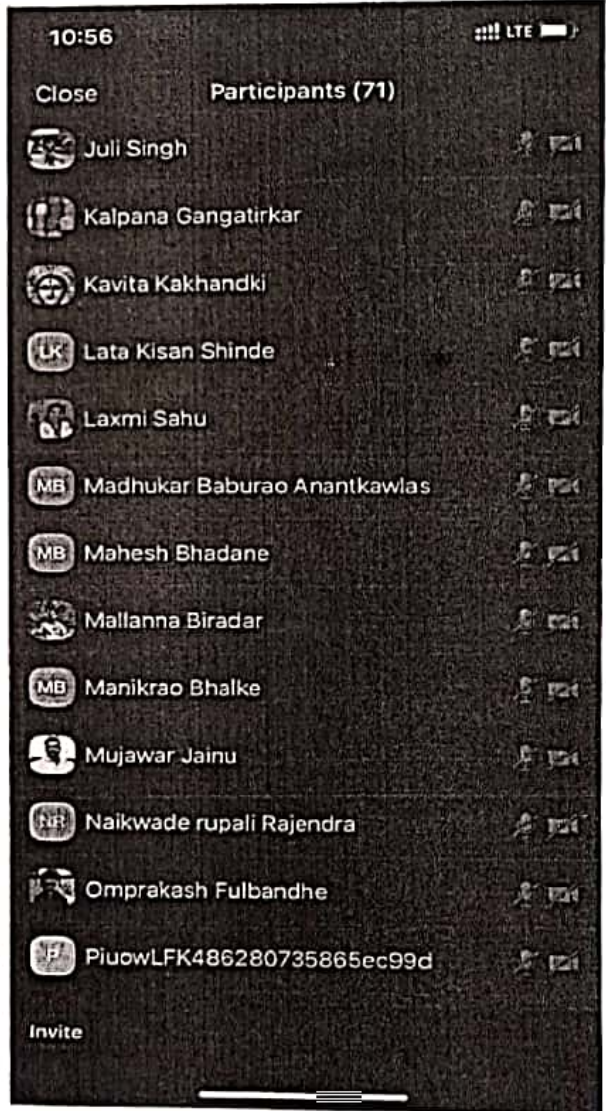 10:56 LTE
Close Participants (71)
Juli Singh
Kalpana Gangatirkar
Kavita Kakhandki
LK Lata Kisan Shinde
Laxmi Sahu
MB Madhukar Baburao Anantkawlas
MB Mahesh Bhadane
Mallanna Biradar
MB Manikrao Bhalke
Mujawar Jainu
NR Naikwade rupali Rajendra
Omprakash Fulbandhe
P PiuowLFK486280735865ec99d
Invite